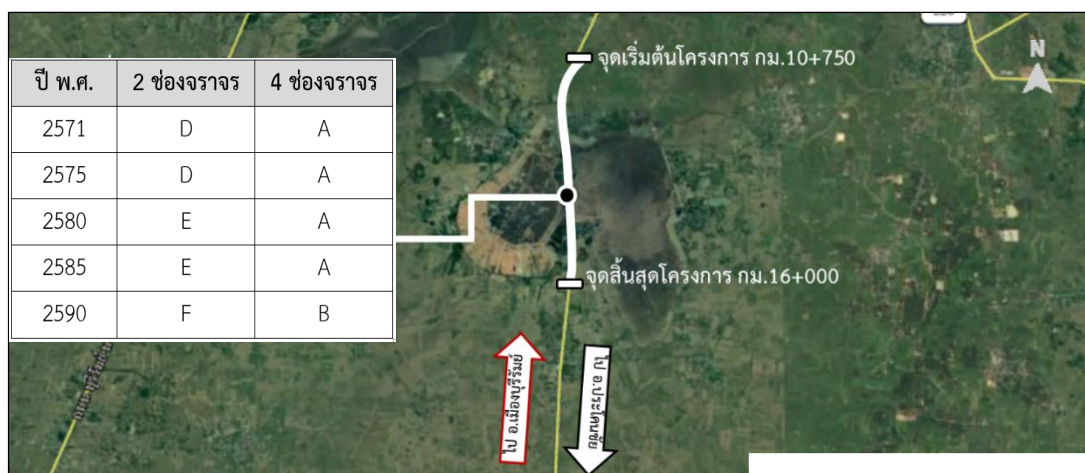 ปี พ.ศ. 2 ช่องจราจร 4 ช่องจราจร
2571 D A
2575 D A
2580 E A
2585 E A
2590 F B
จุดเริ่มต้นโครงการ กม.10+750
N
จุดสิ้นสุดโครงการ กม.16+000
ไป อ.เมืองบุรีรัมย์
ไป อ.ประโคนชัย